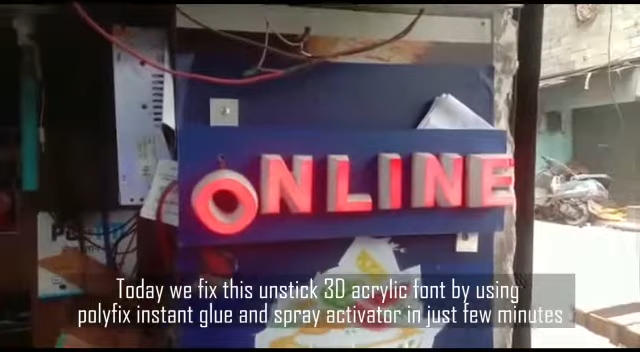 ONLINE
Today we fix this unstick 3D acrylic font by using
polyfix instant glue and spray activator in just few minutes